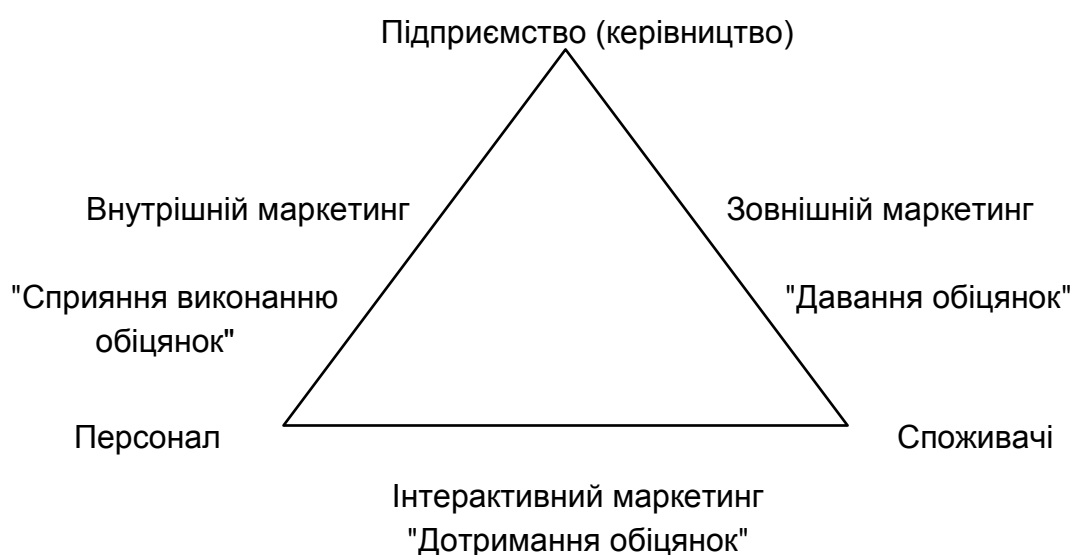 Підприємство (керівництво)
Внутрішній маркетинг
Зовнішній маркетинг
"Сприяння виконанню
обіцянок"
"Давання обіцянок"
Персонал
Споживачі
Інтерактивний маркетинг
"Дотримання обіцянок"